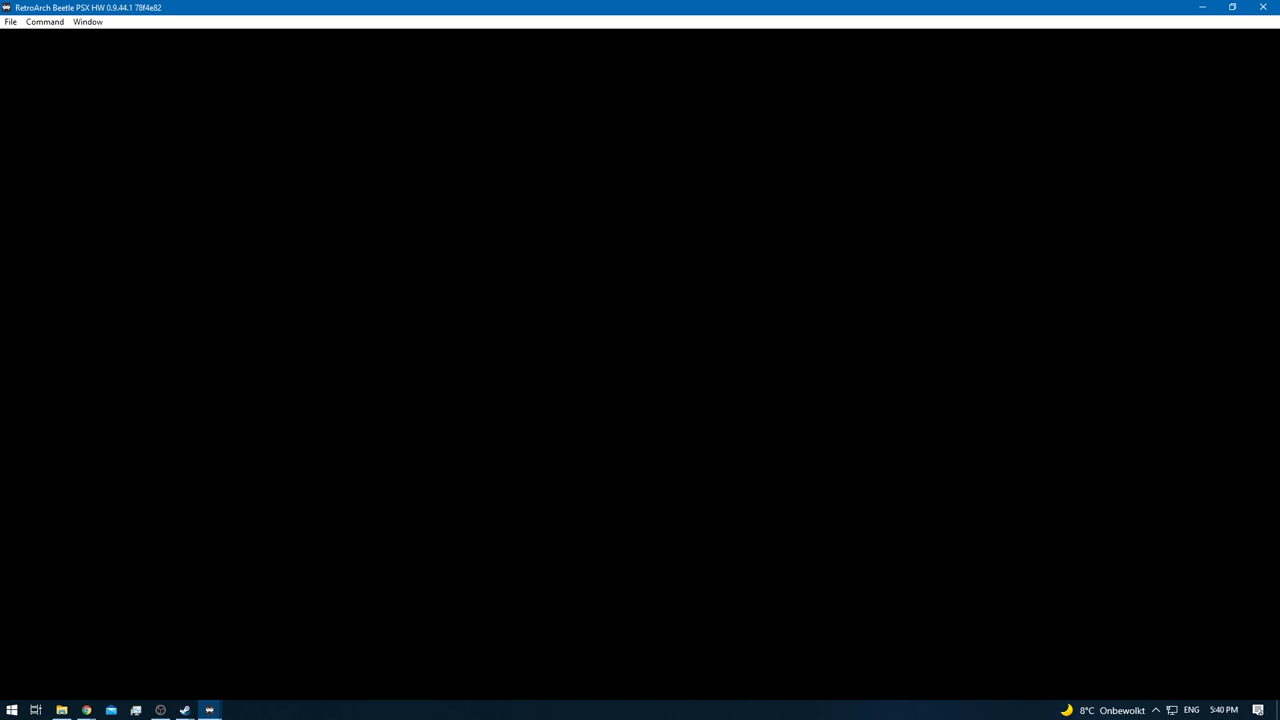 RetroArch Beetle PSX HW 0.9.44.1 78f4e82
File Command Window
8°C Onbewolkt ENG 5:40 PM